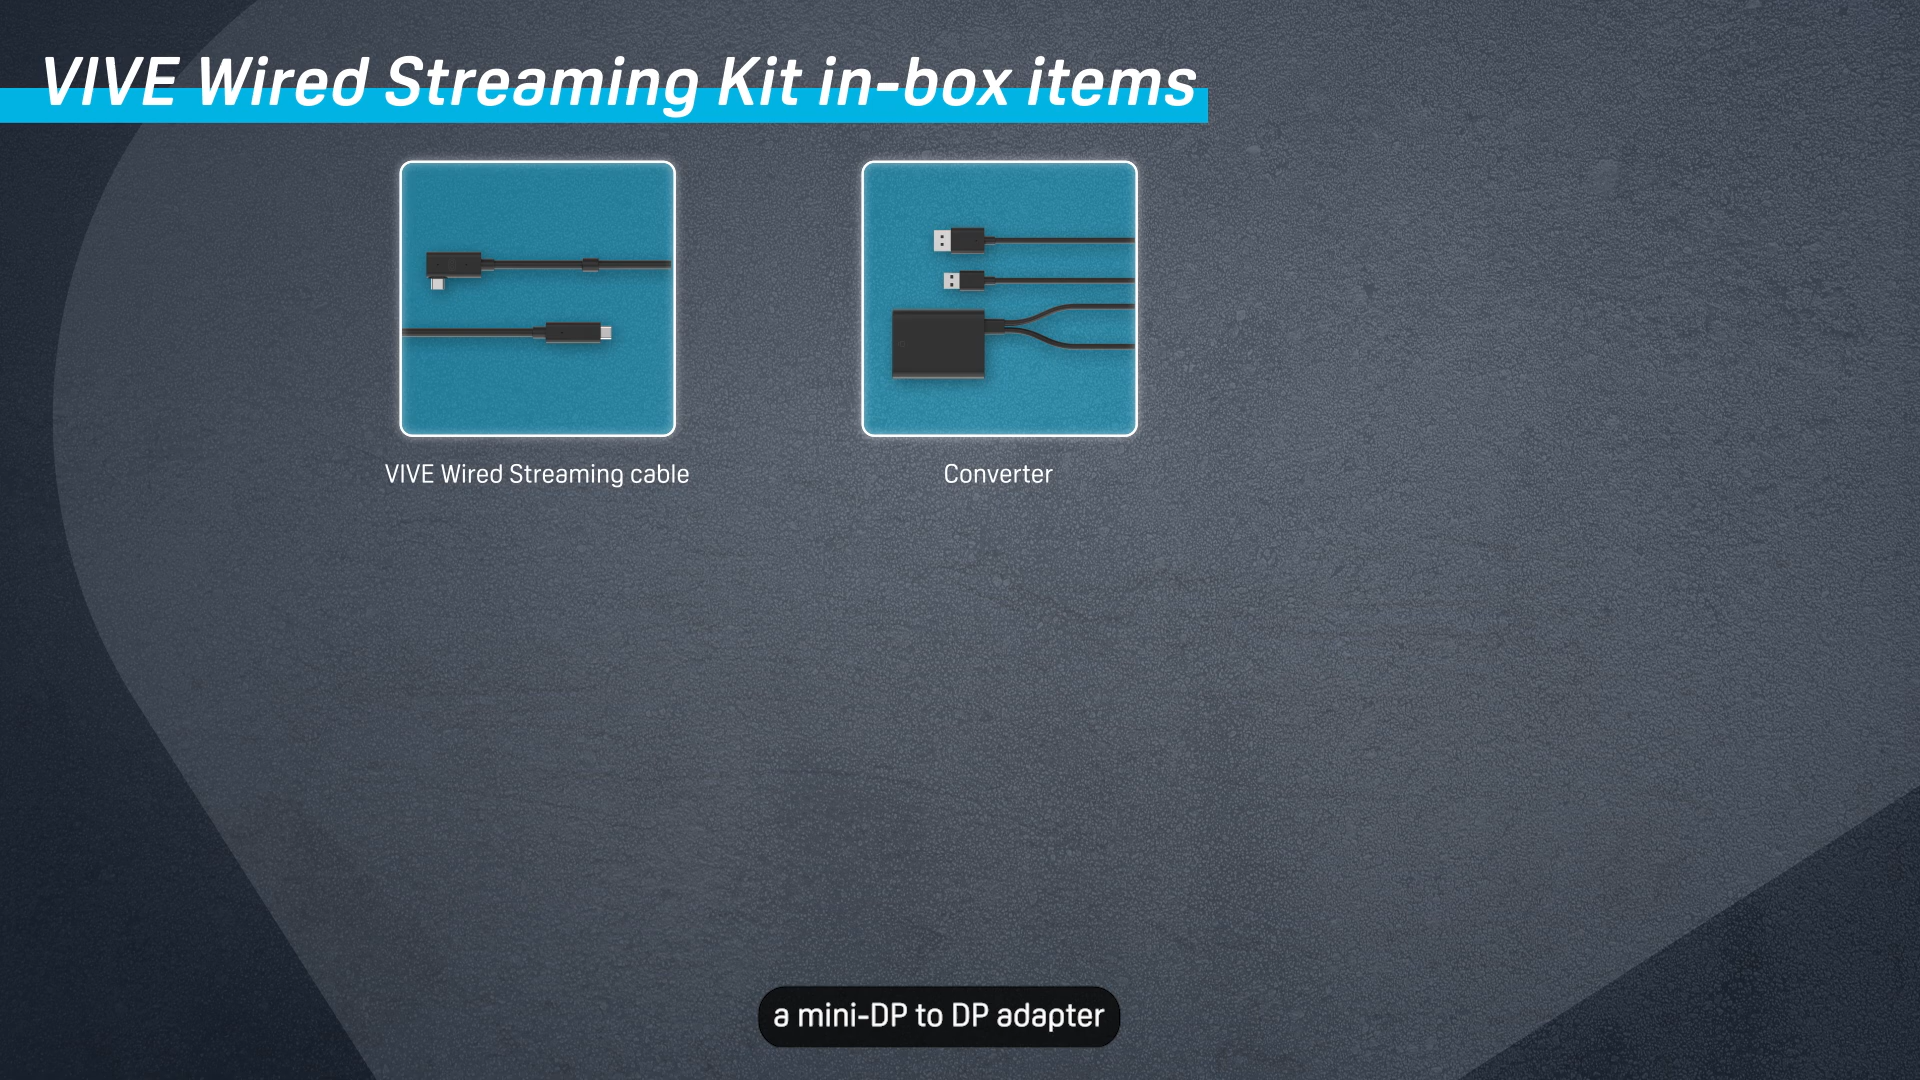 VIVE Wired Streaming Kit in-box items
VIVE Wired Streaming cable
Converter
a mini-DP to DP adapter